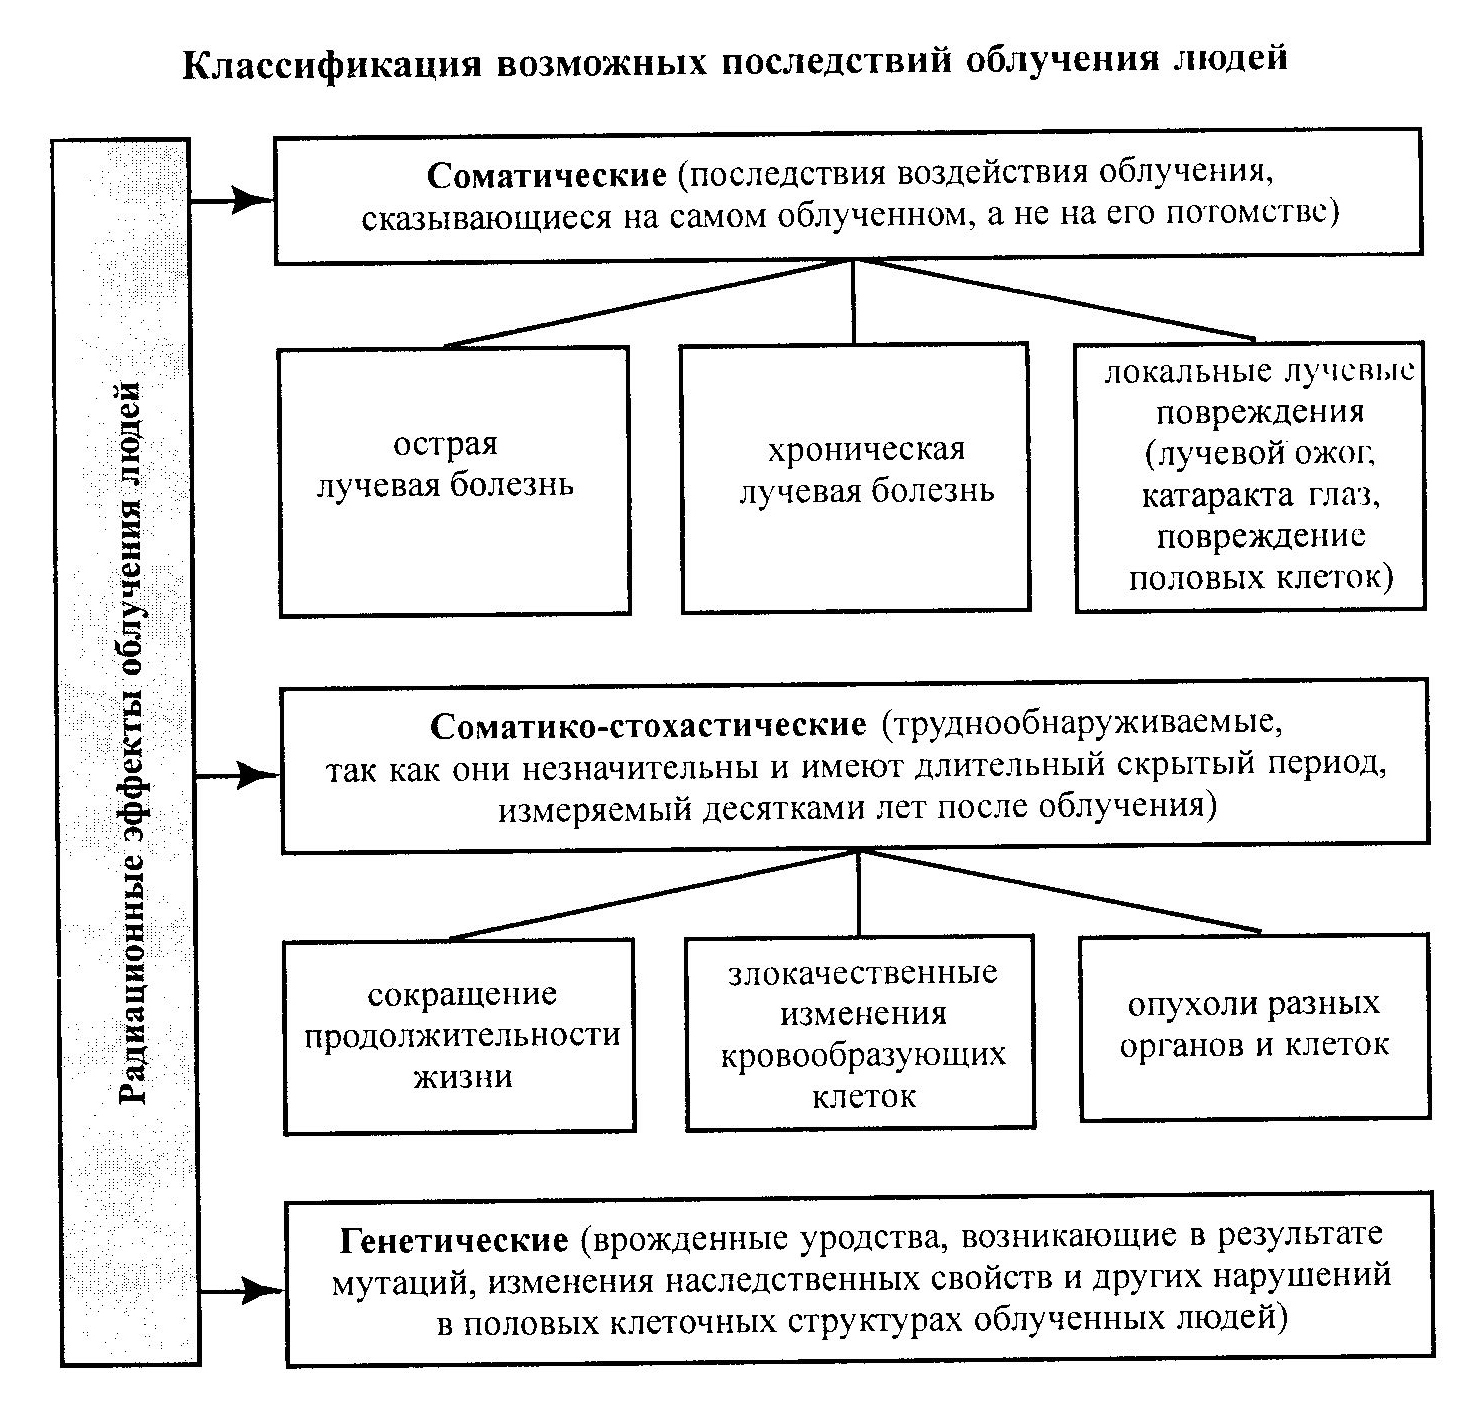 Классификация возможных последствий облучения людей
Радиационные эффекты облучения людей
Соматические (последствия воздействия облучения,
сказывающиеся на самом облученном, а не на его потомстве)
острая
лучевая болезнь
хроническая
лучевая болезнь
локальные лучевые
повреждения
(лучевой ожог,
катаракта глаз,
повреждение
половых клеток)
Соматико-стохастические (труднообнаруживаемые,
так как они незначительны и имеют длительный скрытый период,
измеряемый десятками лет после облучения)
сокращение
продолжительности
жизни
злокачественные
изменения
кровообразующих
клеток
опухоли разных
органов и клеток
Генетические (врожденные уродства, возникающие в результате
мутаций, изменения наследственных свойств и других нарушений
в половых клеточных структурах облученных людей)